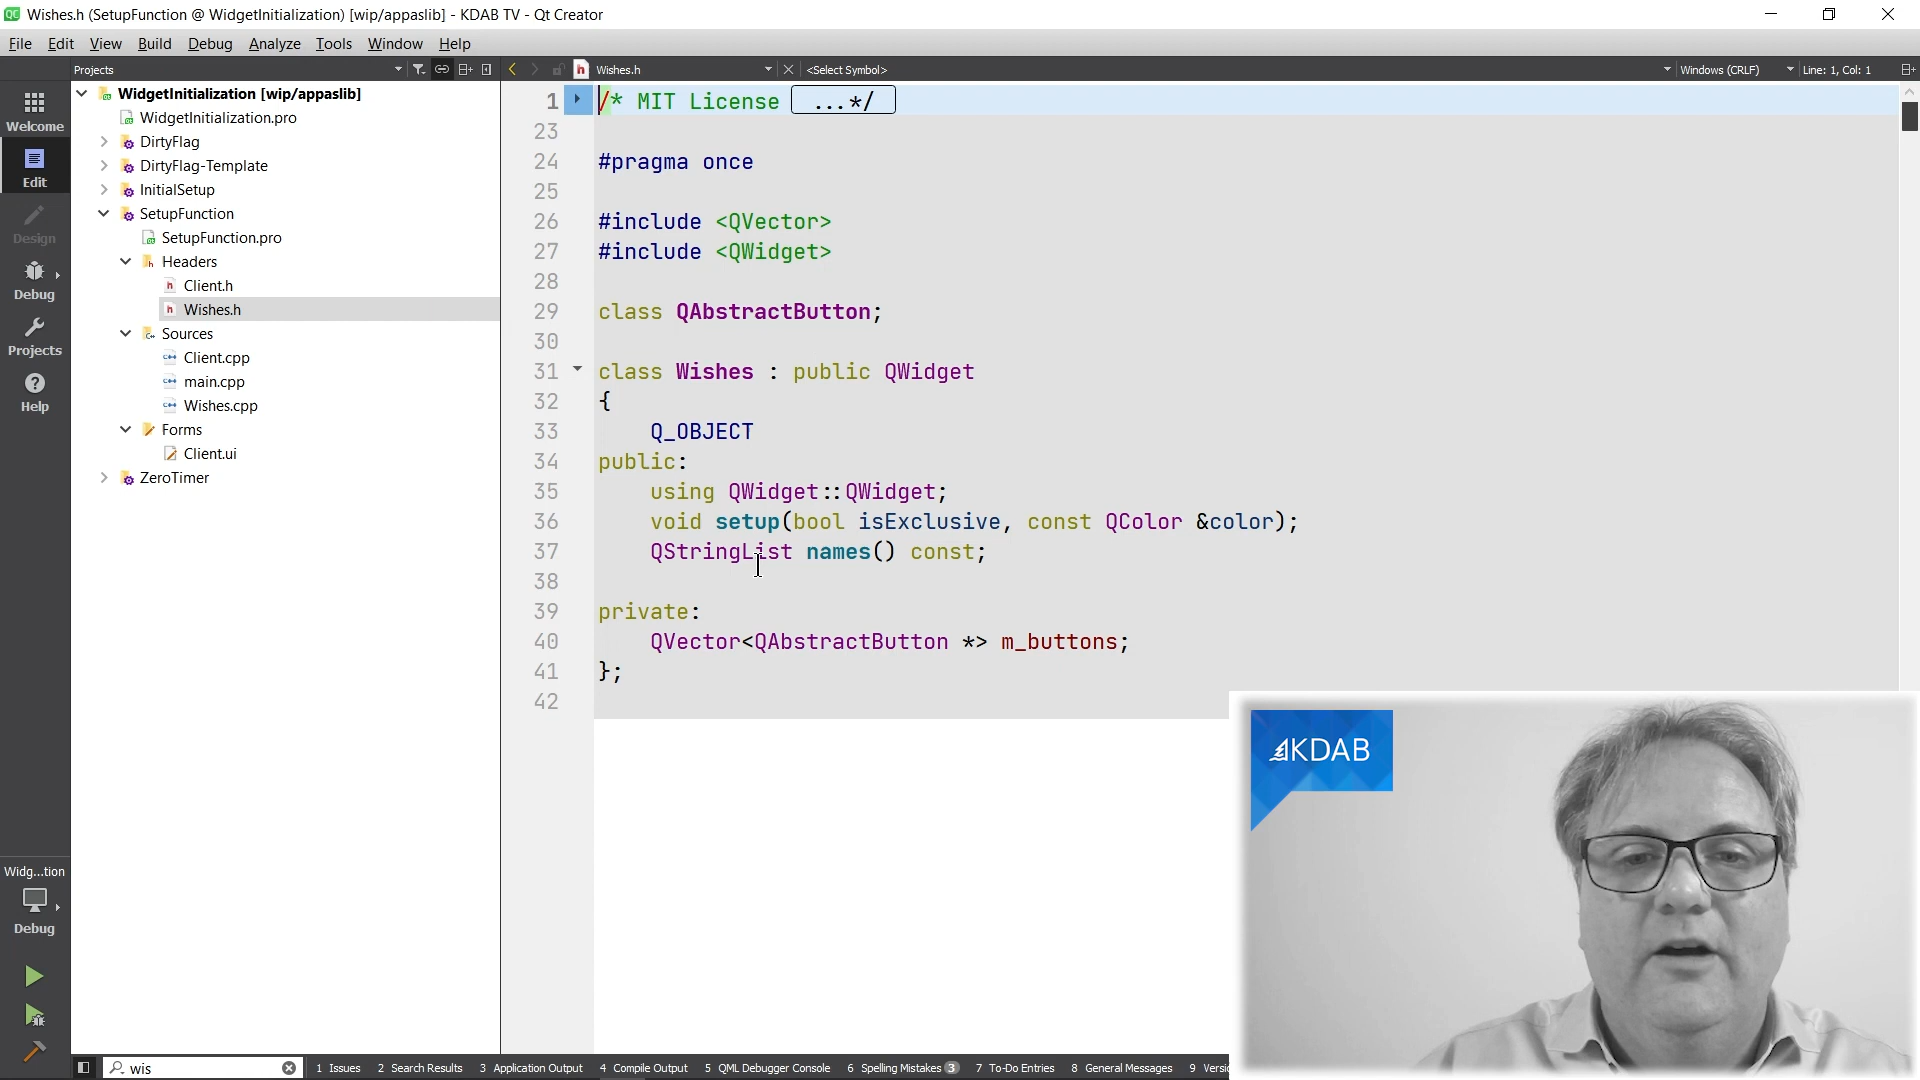 Wishes.h (SetupFunction @ WidgetInitialization) [wip/appaslib] - KDAB TV - Qt Creator
File Edit View Build Debug Analyze Tools Window Help
Projects
Wishes.h
<Select Symbol>
Windows (CRLF)
Line: 1, Col: 1
Welcome
Edit
Design
Debug
Projects
Help
Widg...tion
Debug
WidgetInitialization [wip/appaslib]
WidgetInitialization.pro
DirtyFlag
DirtyFlag-Template
InitialSetup
SetupFunction
SetupFunction.pro
Headers
Client.h
Wishes.h
Sources
Client.cpp
main.cpp
Wishes.cpp
Forms
Client.ui
ZeroTimer
1 /* MIT License ...*/
23
24 #pragma once
25
26 #include <QVector>
27 #include <QWidget>
28
29 class QAbstractButton;
30
31 class Wishes : public QWidget
32 {
33 Q_OBJECT
34 public:
35 using QWidget::QWidget;
36 void setup(bool isExclusive, const QColor &color);
37 QStringList names() const;
38
39 private:
40 QVector<QAbstractButton *> m_buttons;
41 };
42
KDAB
wis
1 Issues 2 Search Results 3 Application Output 4 Compile Output 5 QML Debugger Console 6 Spelling Mistakes 3 7 To-Do Entries 8 General Messages 9